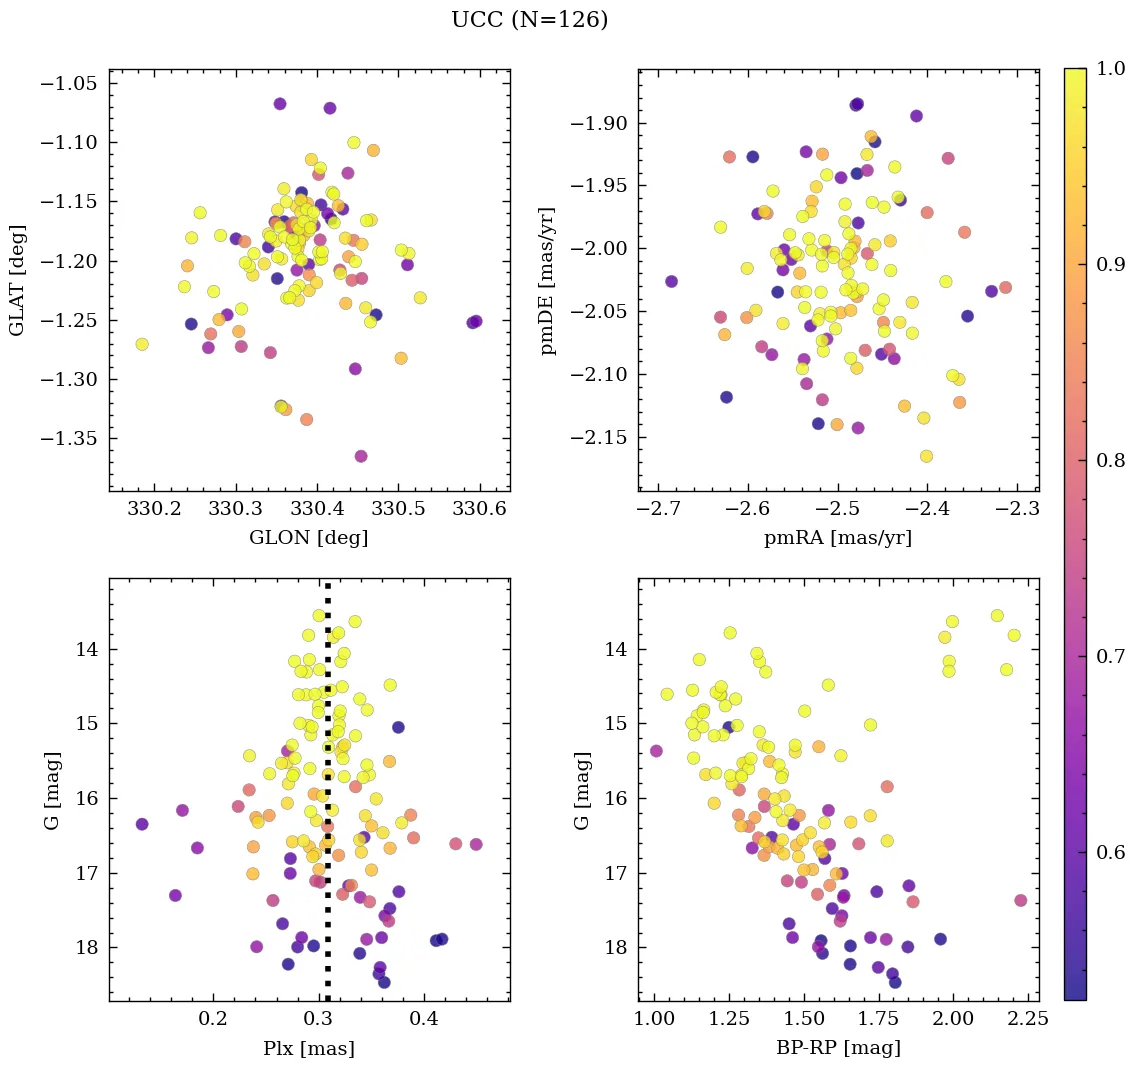 UCC (N=126)
−1.05
−1.10
−1.15
−1.20
−1.25
−1.30
−1.35
GLAT [deg]
330.2 330.3 330.4 330.5 330.6
GLON [deg]
−1.90
−1.95
−2.00
−2.05
−2.10
−2.15
pmDE [mas/yr]
−2.7 −2.6 −2.5 −2.4 −2.3
pmRA [mas/yr]
14
15
16
17
18
G [mag]
0.2 0.3 0.4
Plx [mas]
14
15
16
17
18
G [mag]
1.00 1.25 1.50 1.75 2.00 2.25
BP-RP [mag]
1.0
0.9
0.8
0.7
0.6